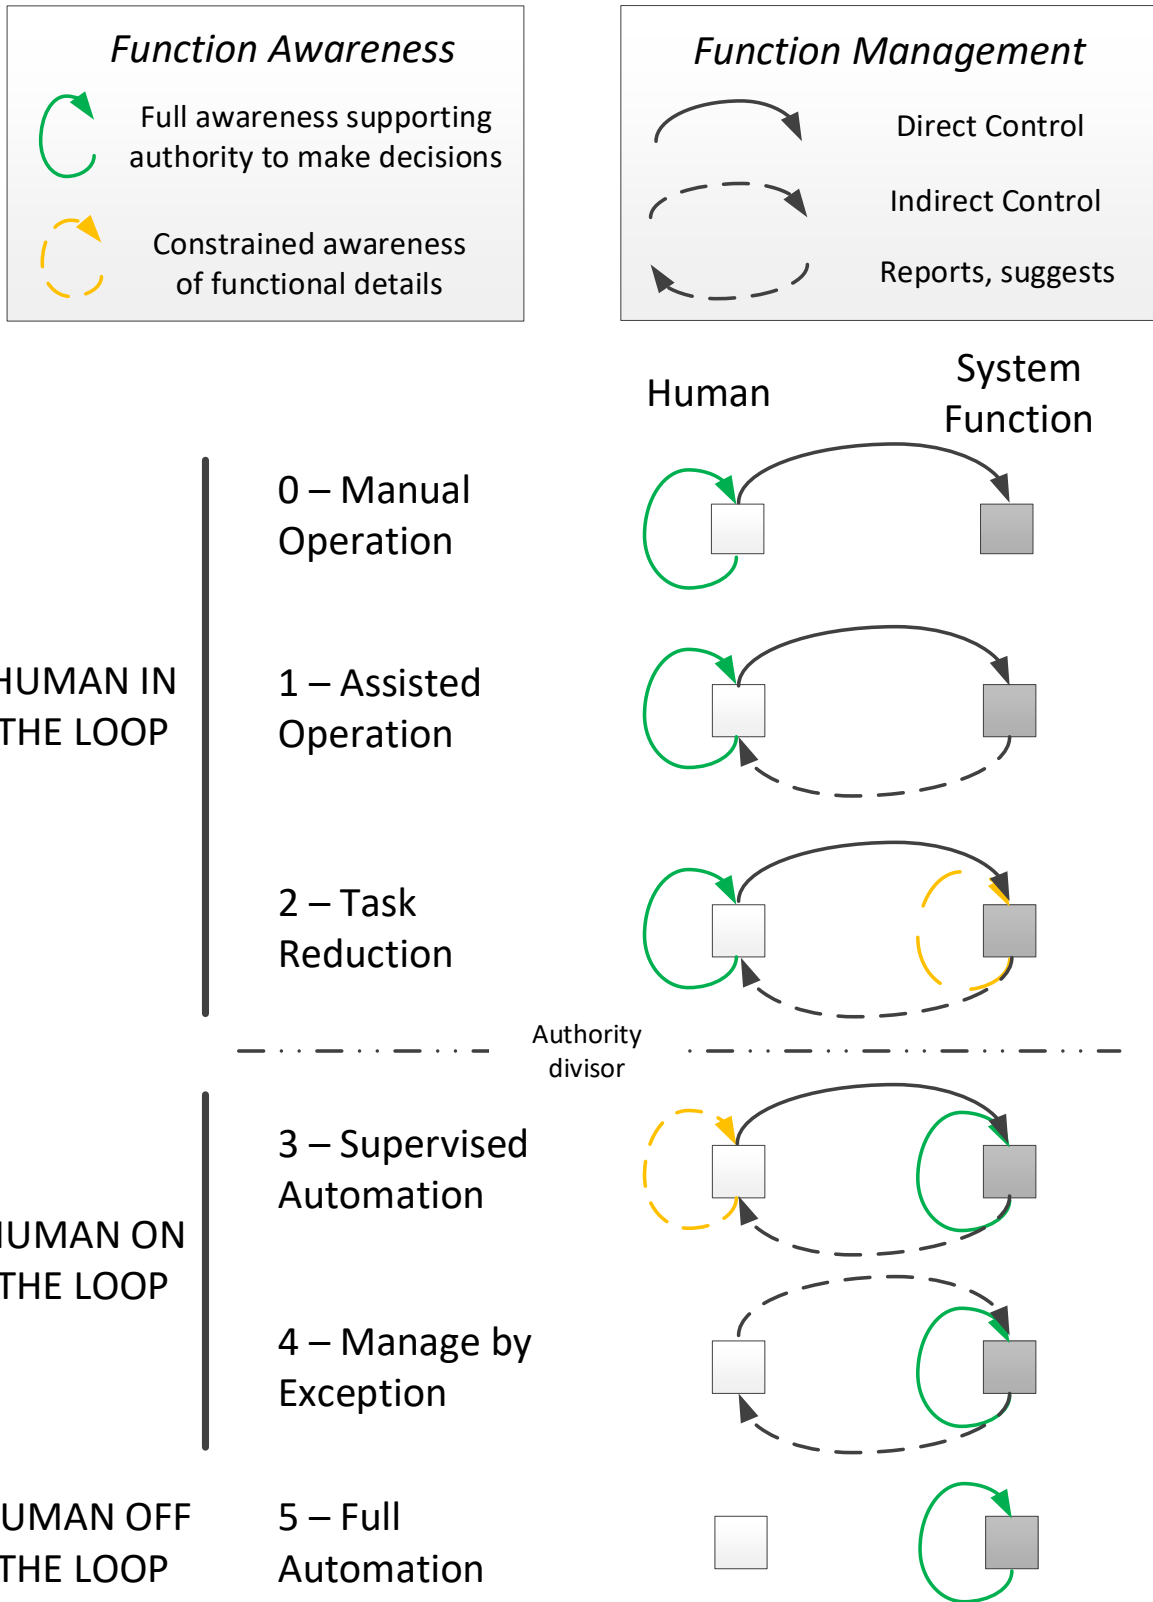 Function Awareness
Full awareness supporting
authority to make decisions
Constrained awareness
of functional details
Function Management
Direct Control
Indirect Control
Reports, suggests
Human
System
Function
0 – Manual
Operation
HUMAN IN
THE LOOP
1 – Assisted
Operation
2 – Task
Reduction
Authority
divisor
3 – Supervised
Automation
HUMAN ON
THE LOOP
4 – Manage by
Exception
UMAN OFF
THE LOOP
5 – Full
Automation